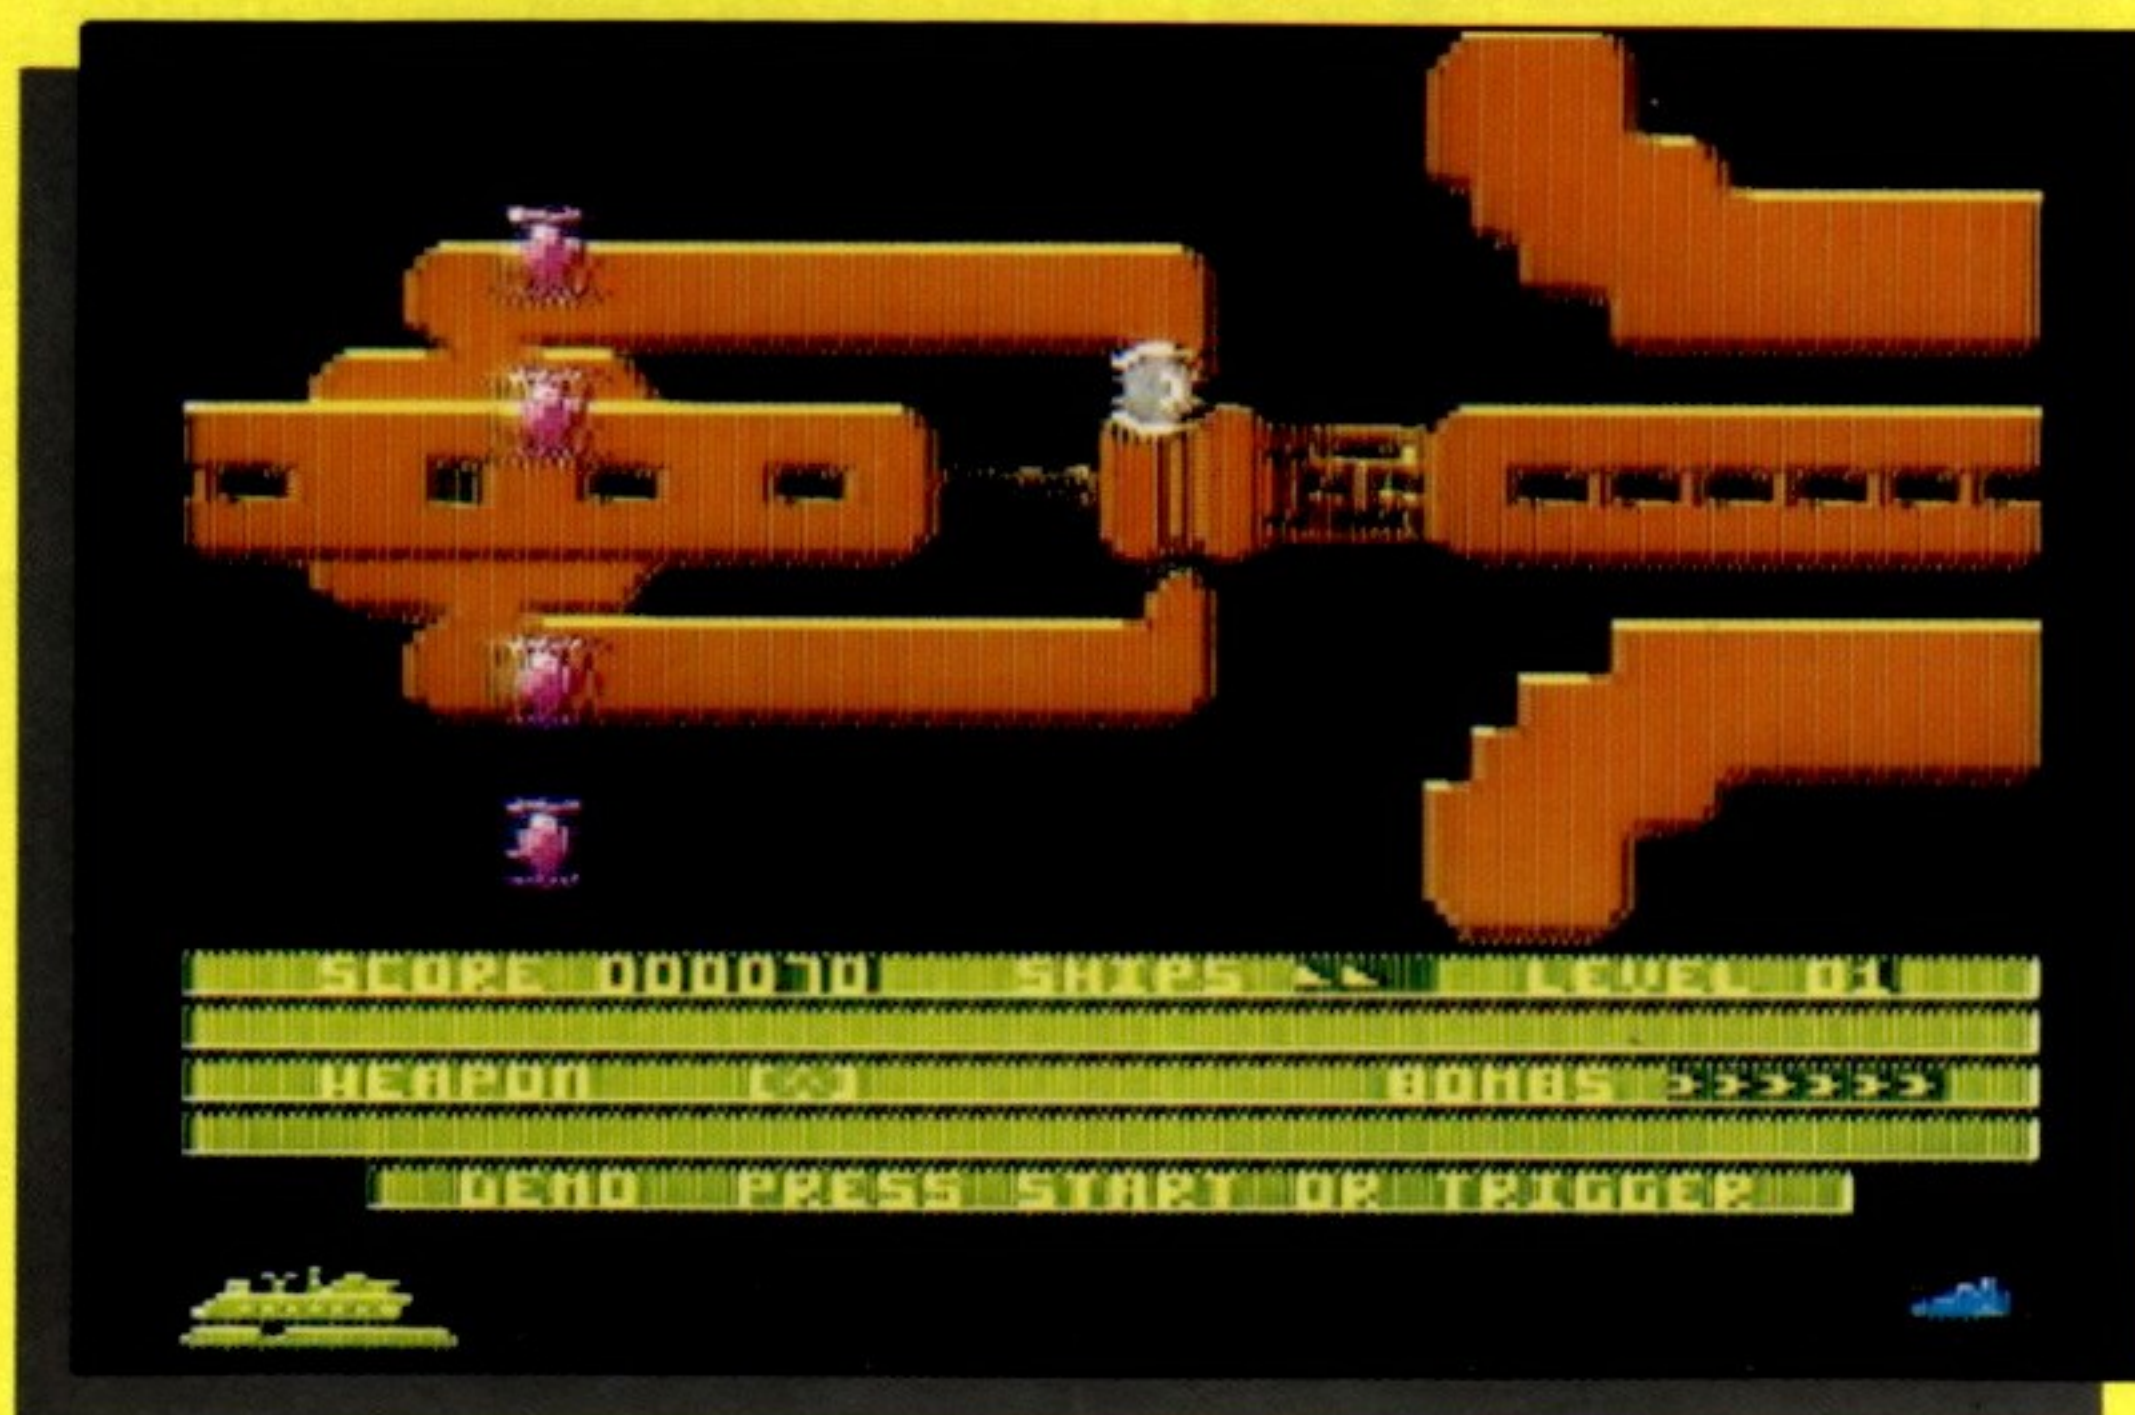 SCORE 000070 SHIPS LEVEL 01
WEAPON BOMBS >>>>>>
DEMO PRESS START OR TRIGGER